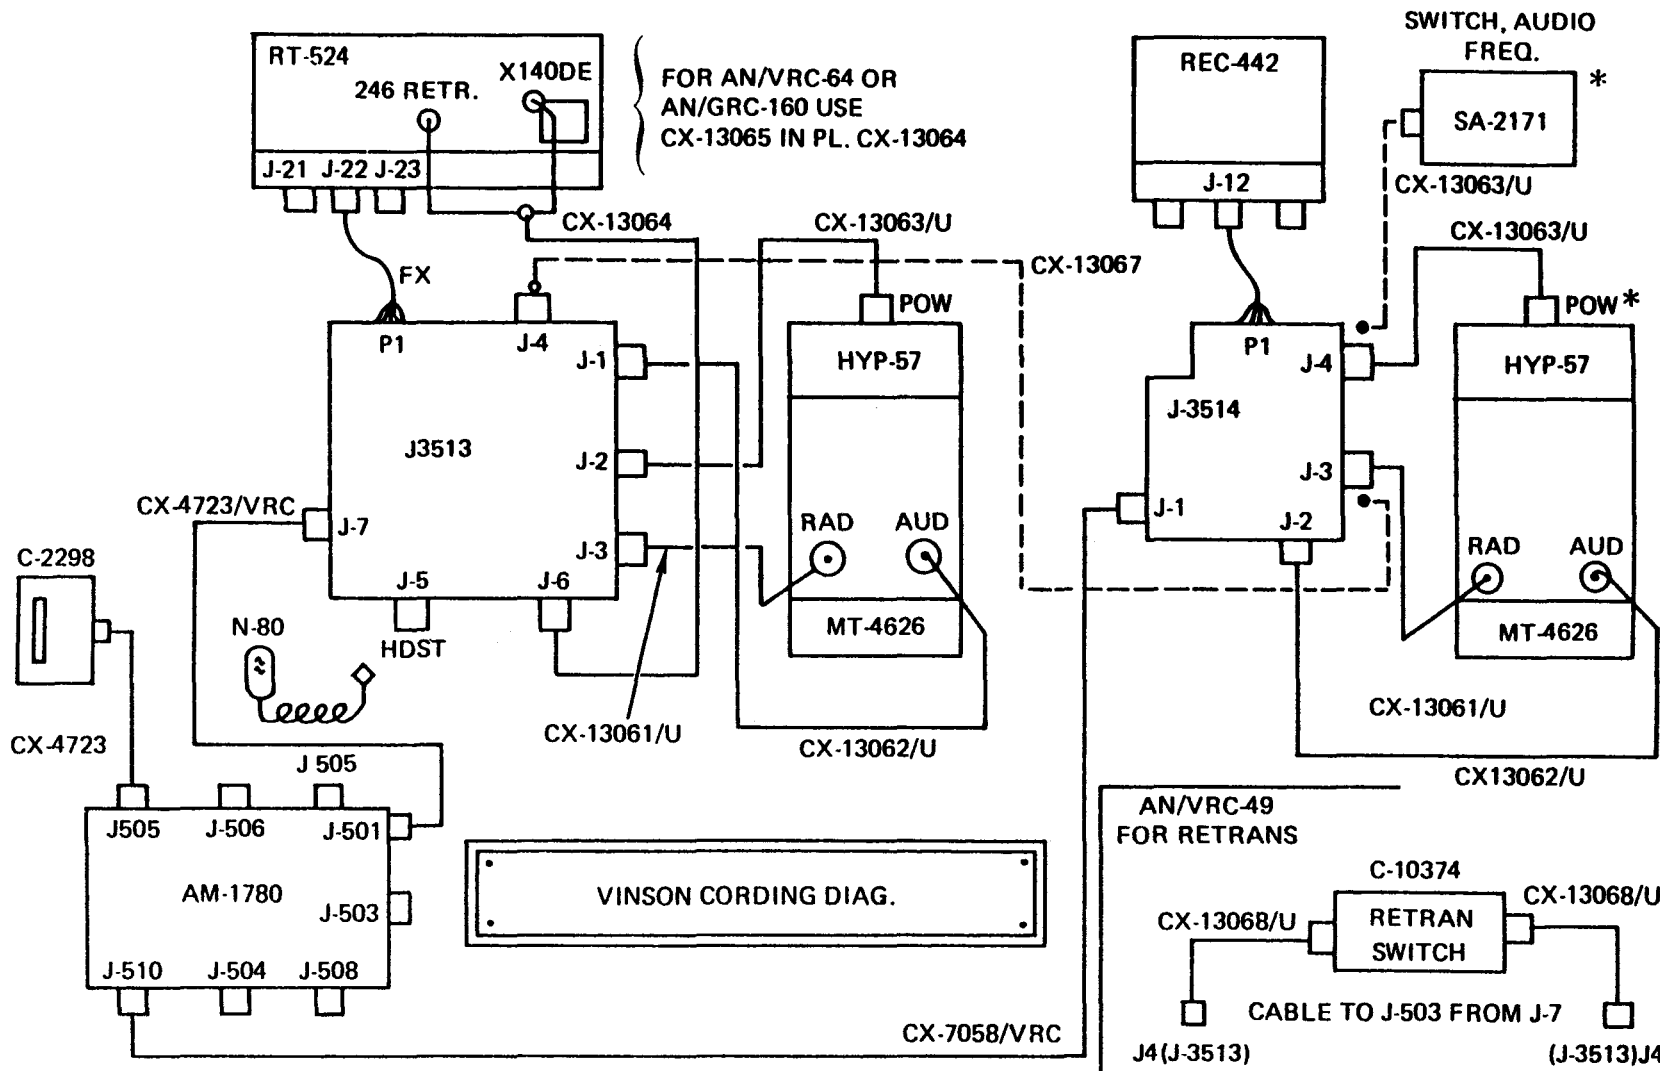 RT-524
246 RETR.
X140DE
J-21 J-22 J-23
FOR AN/VRC-64 OR
AN/GRC-160 USE
CX-13065 IN PL. CX-13064
REC-442
J-12
SWITCH, AUDIO
FREQ.
SA-2171
*
CX-13063/U
CX-13064
CX-13063/U
CX-13063/U
FX
CX-13067
POW
POW*
P1
J-4
J-1
J-2
J-3
J3513
J-7
J-5
J-6
HDST
HYP-57
RAD
AUD
MT-4626
P1
J-4
J-3514
J-3
J-1
J-2
HYP-57
RAD
AUD
MT-4626
CX-4723/VRC
C-2298
N-80
CX-4723
CX-13061/U
CX-13062/U
CX-13061/U
CX13062/U
J 505
J505
J-506
J-501
AM-1780
J-503
J-510
J-504
J-508
VINSON CORDING DIAG.
CX-7058/VRC
AN/VRC-49
FOR RETRANS
C-10374
CX-13068/U
RETRAN
SWITCH
CX-13068/U
CABLE TO J-503 FROM J-7
J4(J-3513)
(J-3513)J4